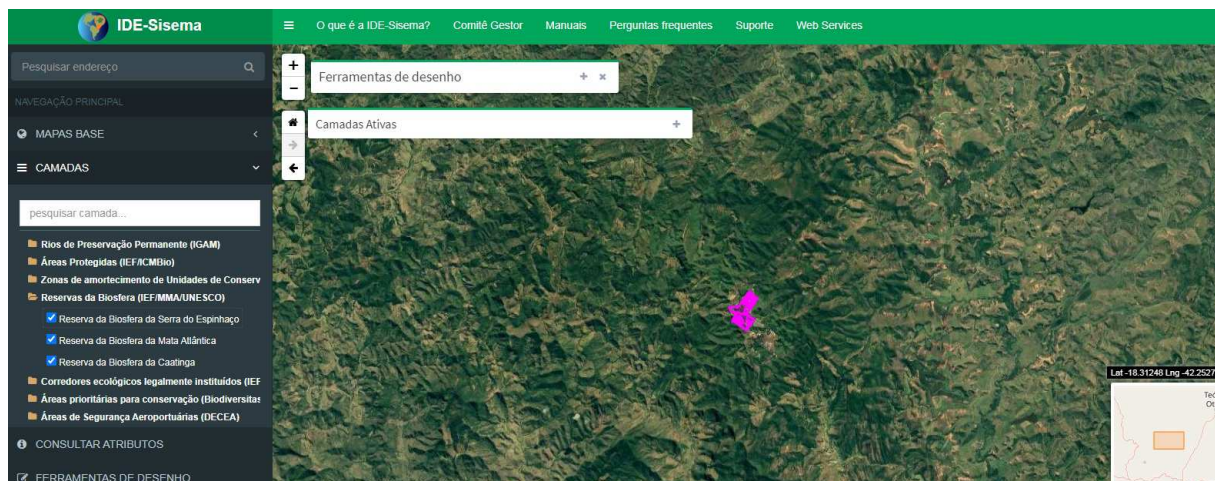 IDE-Sisema
O que é a IDE-Sisema? Comitê Gestor Manuais Perguntas frequentes Suporte Web Services
Pesquisar endereço
NAVEGAÇÃO PRINCIPAL
MAPAS BASE
CAMADAS
pesquisar camada...
Rios de Preservação Permanente (IGAM)
Áreas Protegidas (IEF/ICMBio)
Zonas de amortecimento de Unidades de Conserv
Reservas da Biosfera (IEF/MMA/UNESCO)
Reserva da Biosfera da Serra do Espinhaço
Reserva da Biosfera da Mata Atlântica
Reserva da Biosfera da Caatinga
Corredores ecológicos legalmente instituídos (IEF
Áreas prioritárias para conservação (Biodiversitas
Áreas de Segurança Aeroportuárias (DECEA)
CONSULTAR ATRIBUTOS
FERRAMENTAS DE DESENHO
Ferramentas de desenho
Camadas Ativas
Lat -18.31248 Lng -42.2527
Teó
Ot